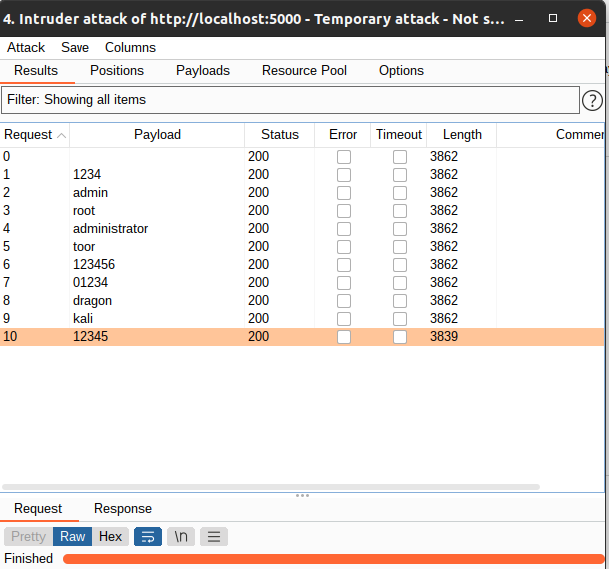 4. Intruder attack of http://localhost:5000 - Temporary attack - Not s...
Attack Save Columns
Results Positions Payloads Resource Pool Options
Filter: Showing all items ?
Request Payload Status Error Timeout Length Commer
0 200 3862
1 1234 200 3862
2 admin 200 3862
3 root 200 3862
4 administrator 200 3862
5 toor 200 3862
6 123456 200 3862
7 01234 200 3862
8 dragon 200 3862
9 kali 200 3862
10 12345 200 3839
Request Response
Pretty Raw Hex \n
Finished